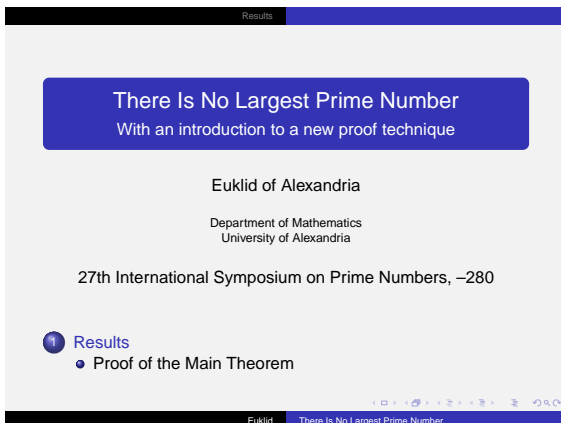 Results
There Is No Largest Prime Number
With an introduction to a new proof technique
Euklid of Alexandria
Department of Mathematics
University of Alexandria
27th International Symposium on Prime Numbers, –280
1 Results
Proof of the Main Theorem
Euklid There Is No Largest Prime Number